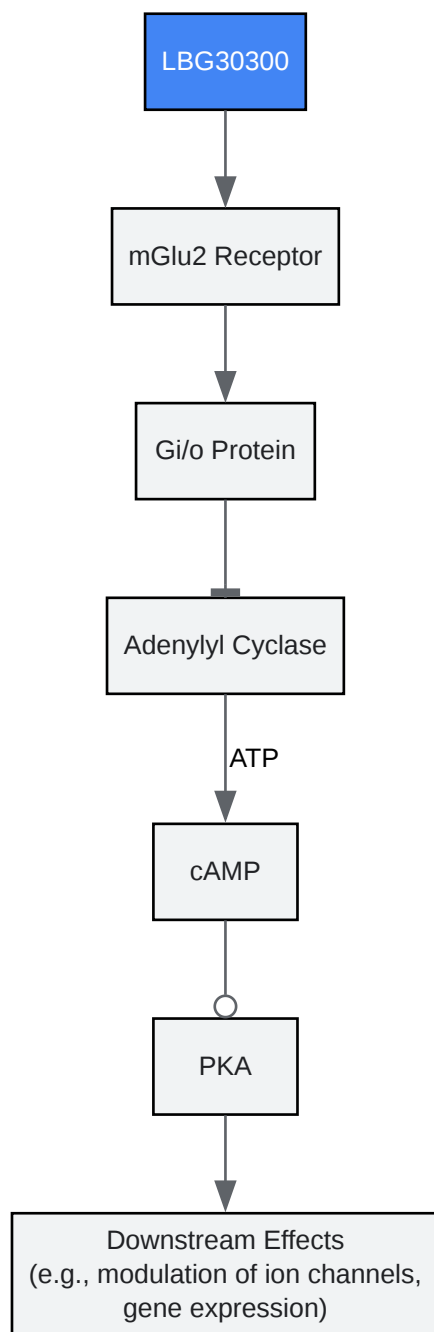 LBG30300
mGlu2 Receptor
Gi/o Protein
Adenylyl Cyclase
ATP
cAMP
PKA
Downstream Effects
(e.g., modulation of ion channels,
gene expression)